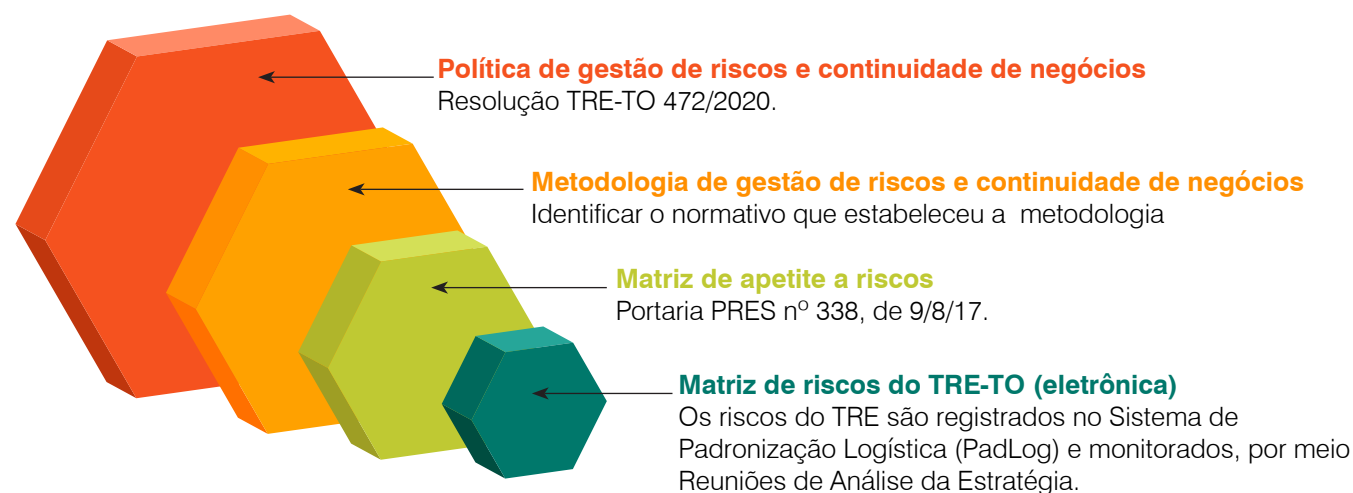 Política de gestão de riscos e continuidade de negócios
Resolução TRE-TO 472/2020.
Metodologia de gestão de riscos e continuidade de negócios
Identificar o normativo que estabeleceu a metodologia
Matriz de apetite a riscos
Portaria PRES nº 338, de 9/8/17.
Matriz de riscos do TRE-TO (eletrônica)
Os riscos do TRE são registrados no Sistema de
Padronização Logística (PadLog) e monitorados, por meio
Reuniões de Análise da Estratégia.